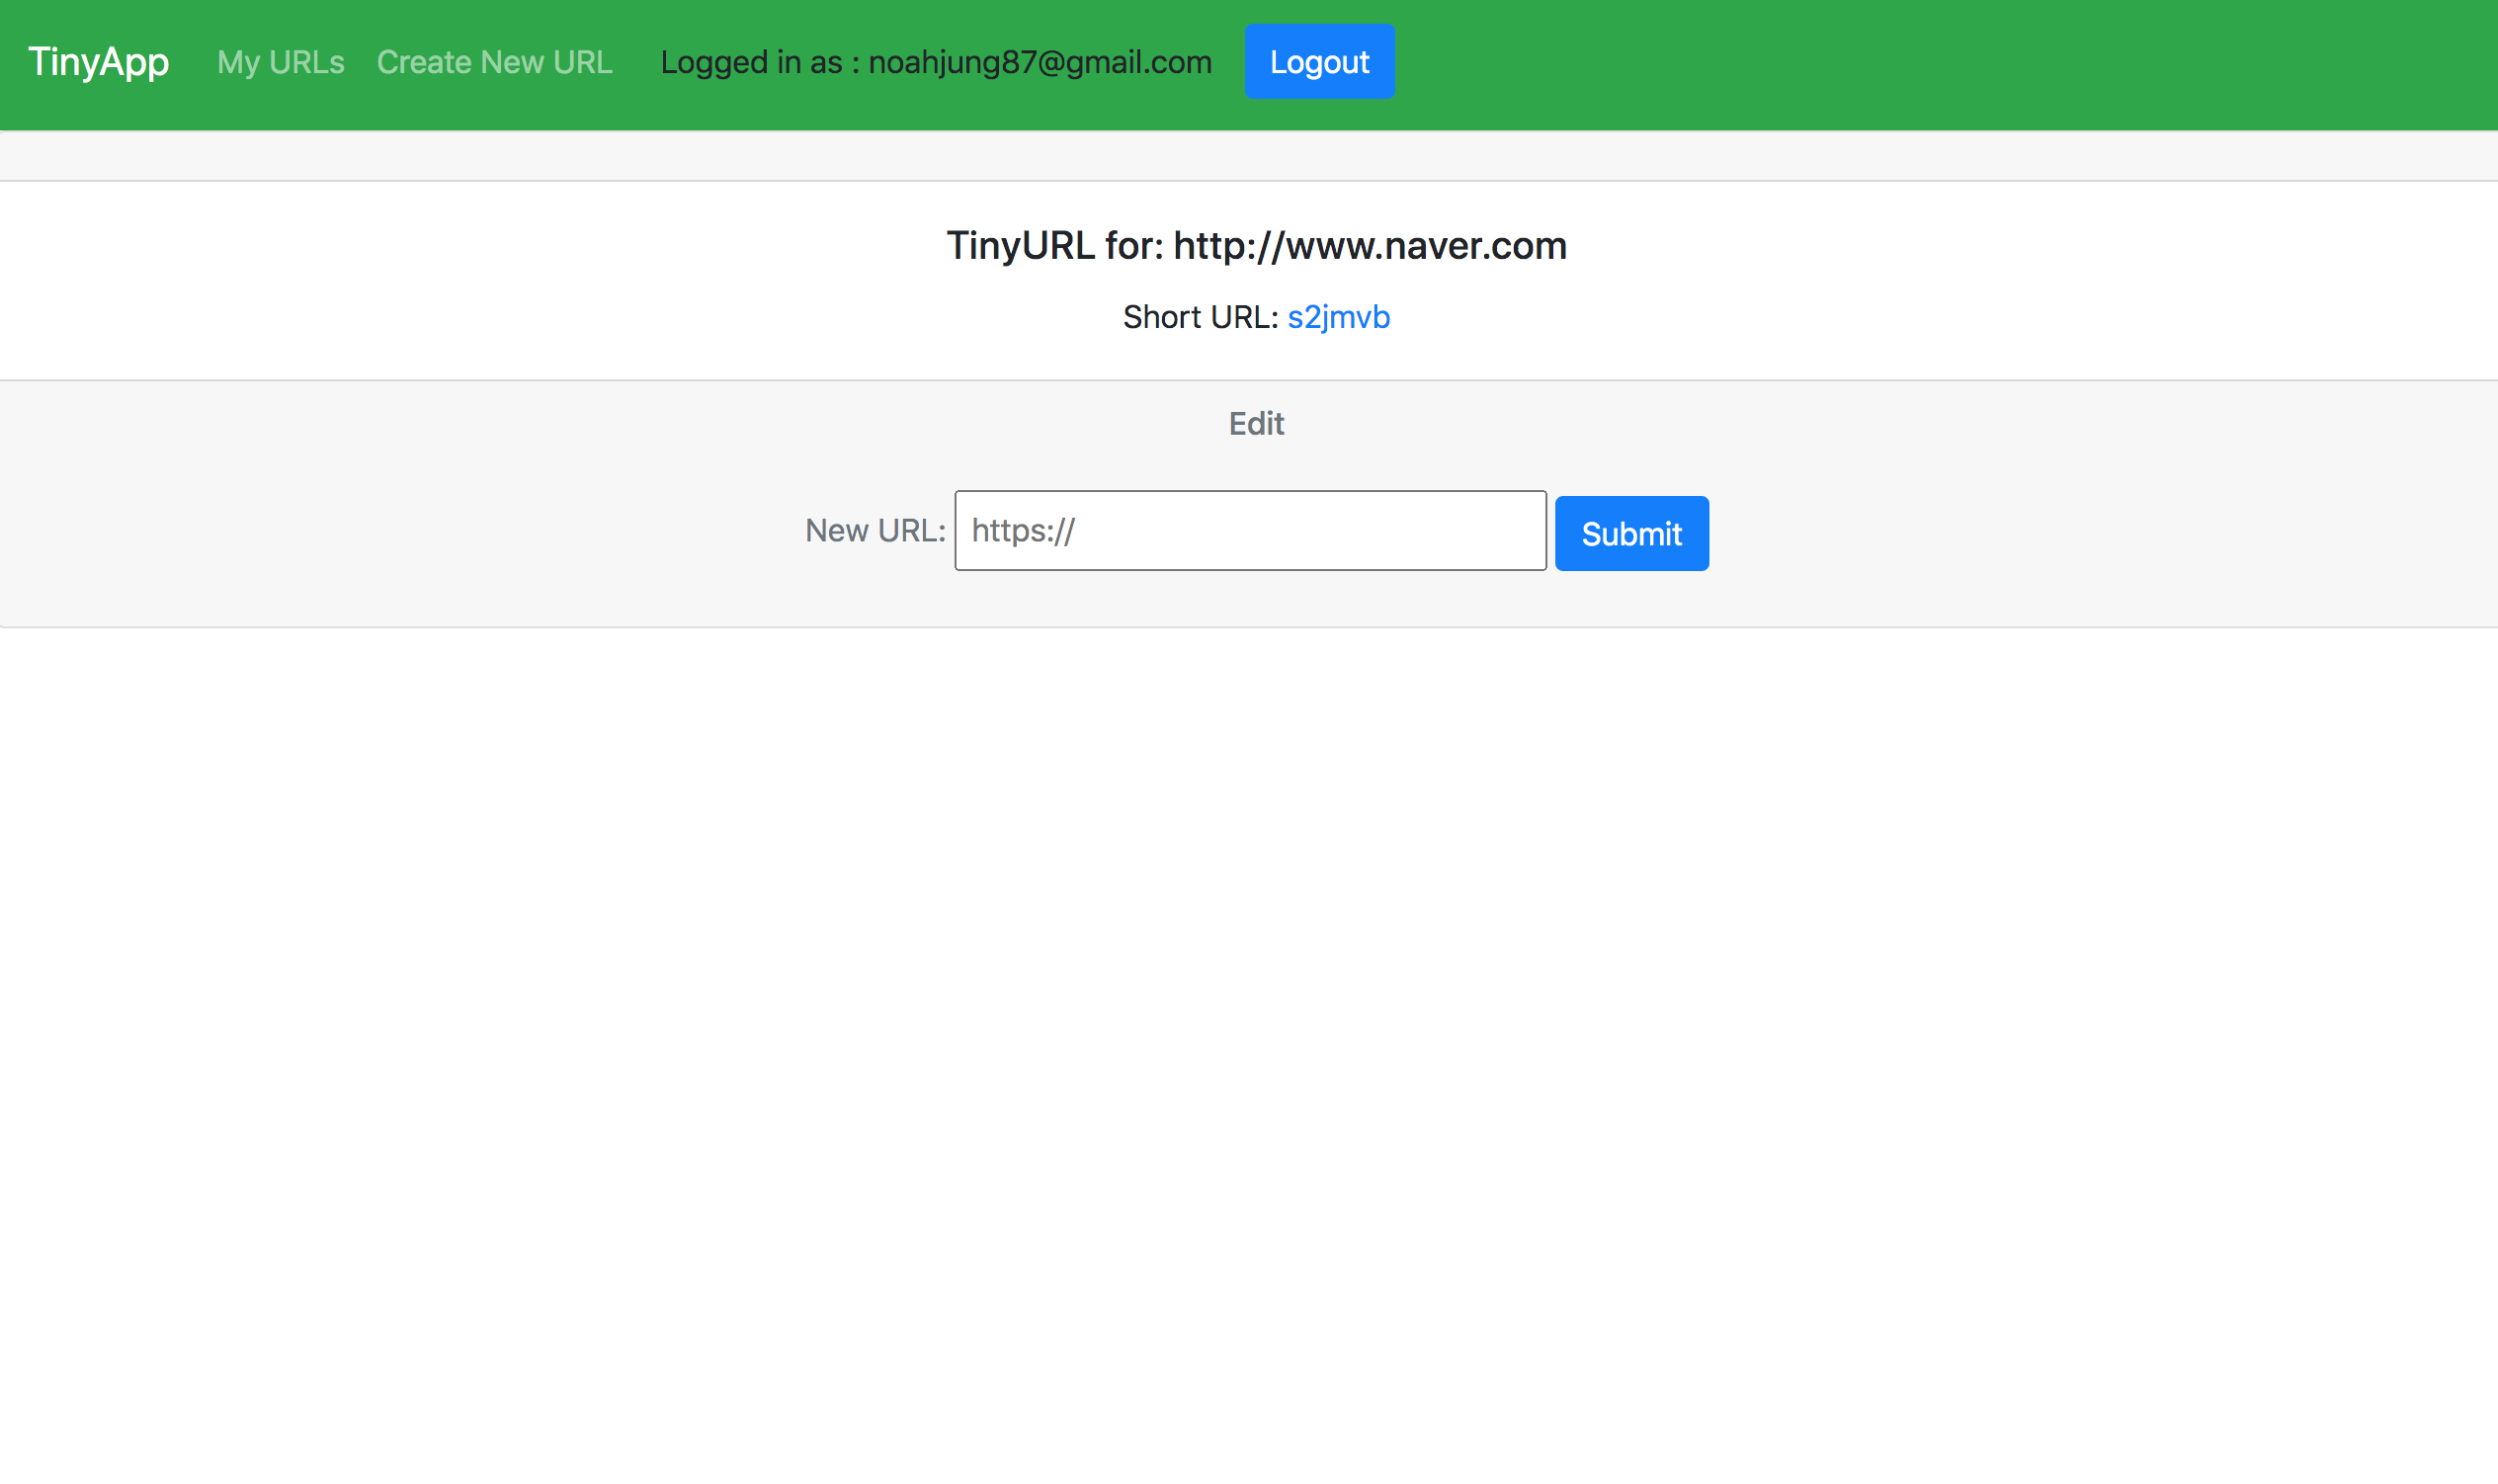 TinyApp My URLs Create New URL Logged in as : noahjung87@gmail.com Logout
TinyURL for: http://www.naver.com
Short URL: s2jmvb
Edit
New URL: https:// Submit